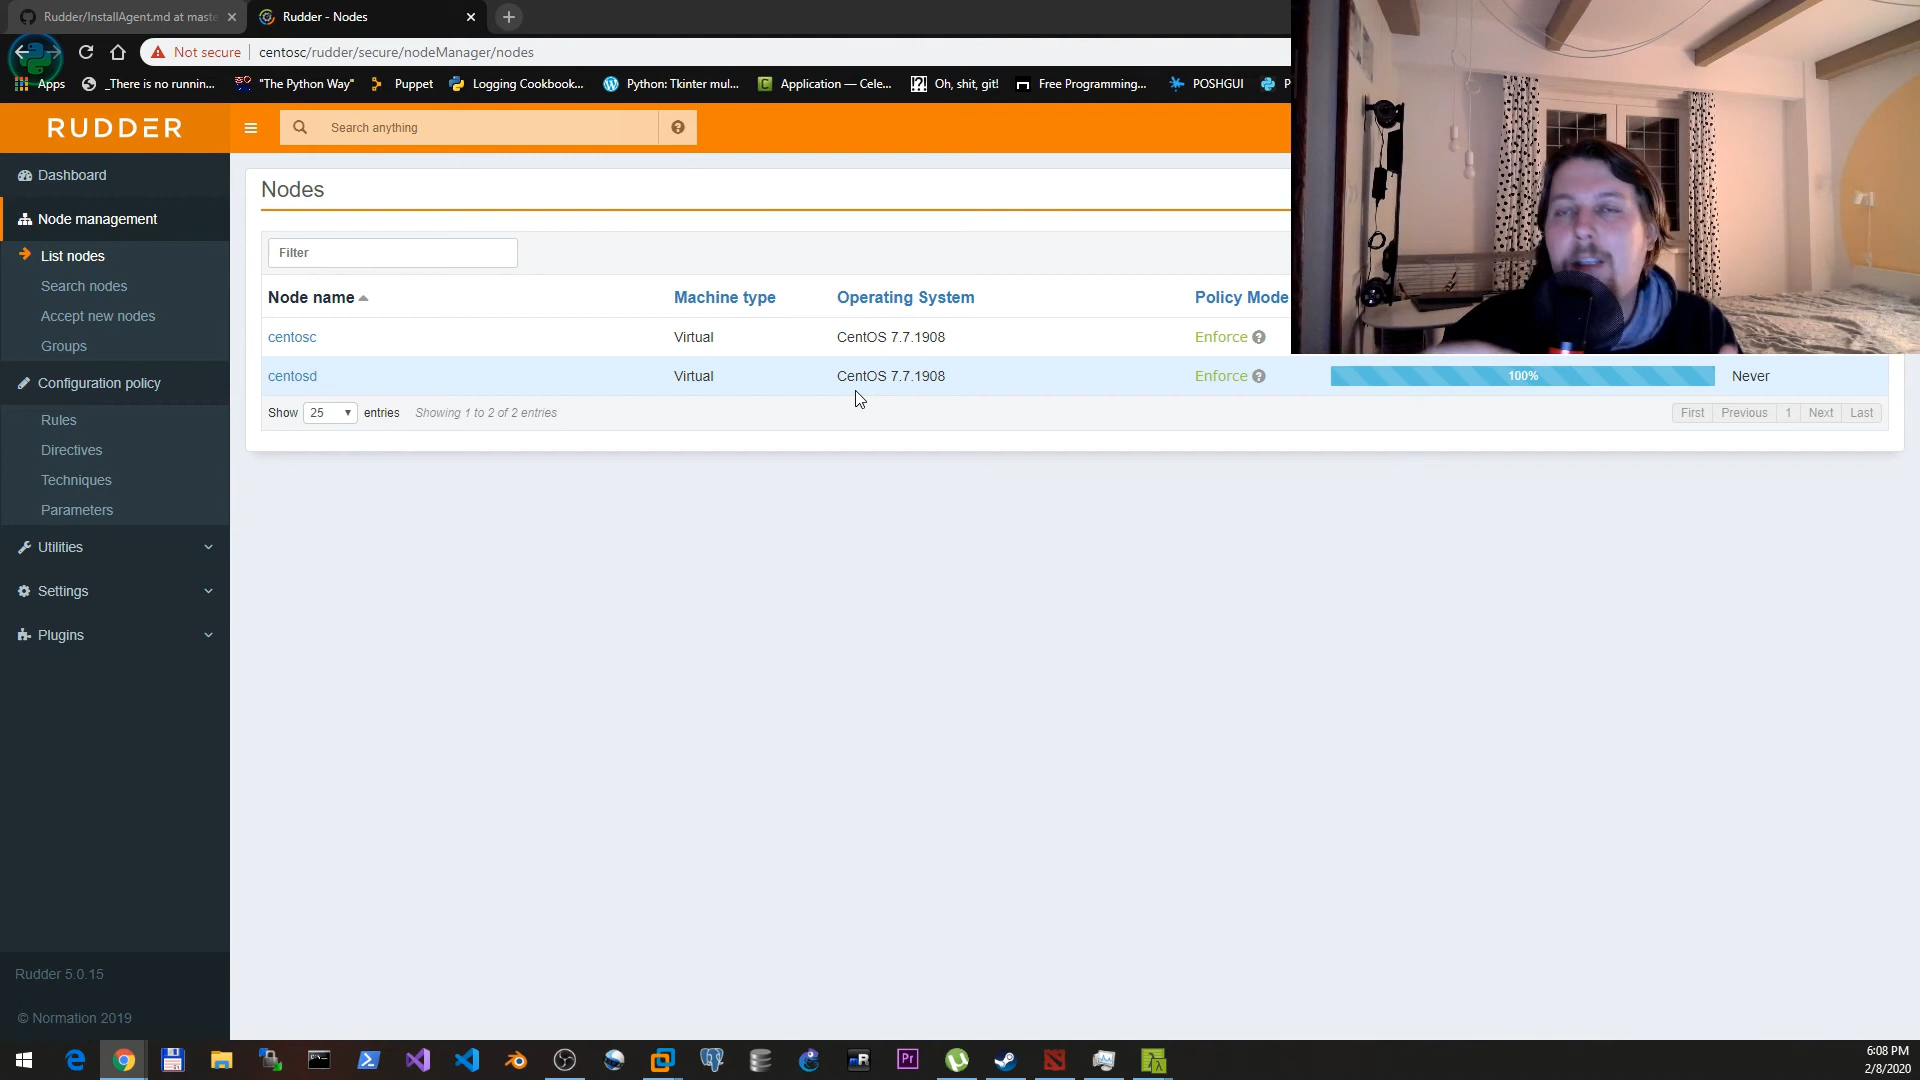 Rudder/InstallAgent.md at maste
Rudder - Nodes
Not secure
centosc/rudder/secure/nodeManager/nodes
Apps
_There is no runnin...
"The Python Way"
Puppet
Logging Cookbook...
Python: Tkinter mul...
Application — Cele...
Oh, shit, git!
Free Programming...
POSHGUI
P
RUDDER
Search anything
Dashboard
Node management
List nodes
Search nodes
Accept new nodes
Groups
Configuration policy
Rules
Directives
Techniques
Parameters
Utilities
Settings
Plugins
Rudder 5.0.15
© Normation 2019
Nodes
Filter
Node name Machine type Operating System Policy Mode
centosc Virtual CentOS 7.7.1908 Enforce
centosd Virtual CentOS 7.7.1908 Enforce 100% Never
Show 25 entries Showing 1 to 2 of 2 entries
First Previous 1 Next Last
mR
Pr
6:08 PM
2/8/2020